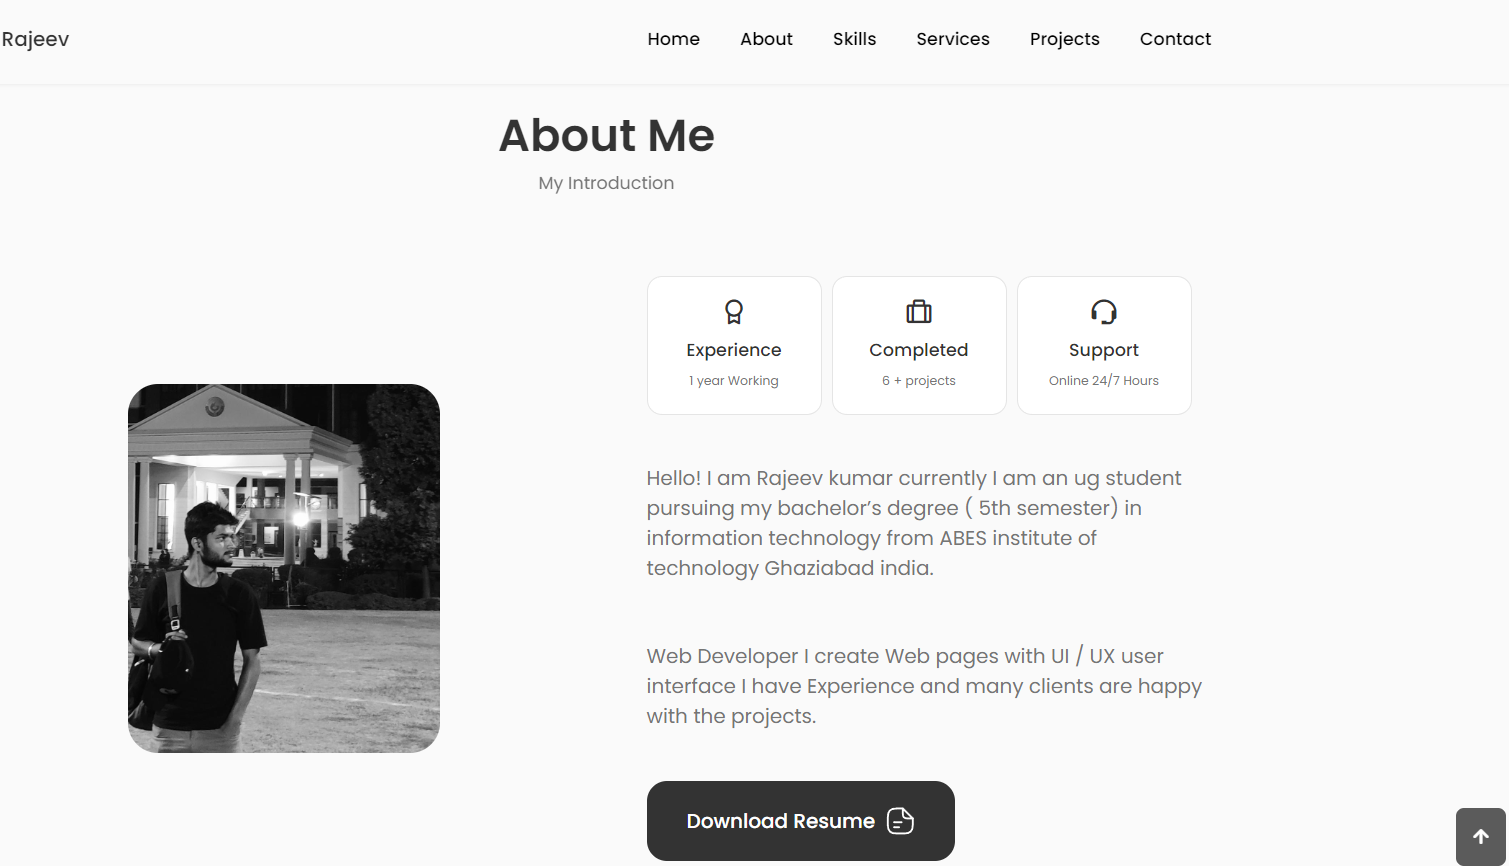 Rajeev
Home About Skills Services Projects Contact
About Me
My Introduction
Experience
1 year Working
Completed
6 + projects
Support
Online 24/7 Hours
Hello! I am Rajeev kumar currently I am an ug student
pursuing my bachelor’s degree ( 5th semester) in
information technology from ABES institute of
technology Ghaziabad india.
Web Developer I create Web pages with UI / UX user
interface I have Experience and many clients are happy
with the projects.
Download Resume